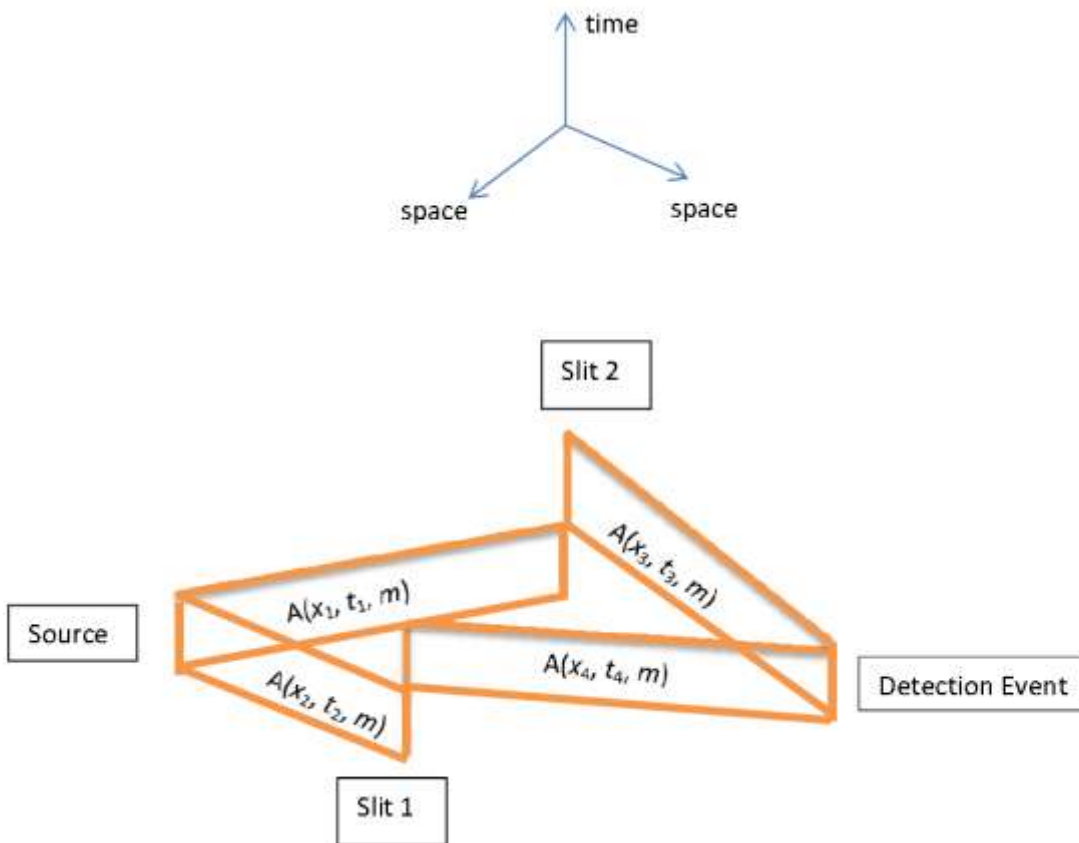 time
space
space
Slit 2
A(x₃, t₃, m)
A(x₁, t₁, m)
Source
A(x₄, t₄, m)
A(x₂, t₂, m)
Detection Event
Slit 1